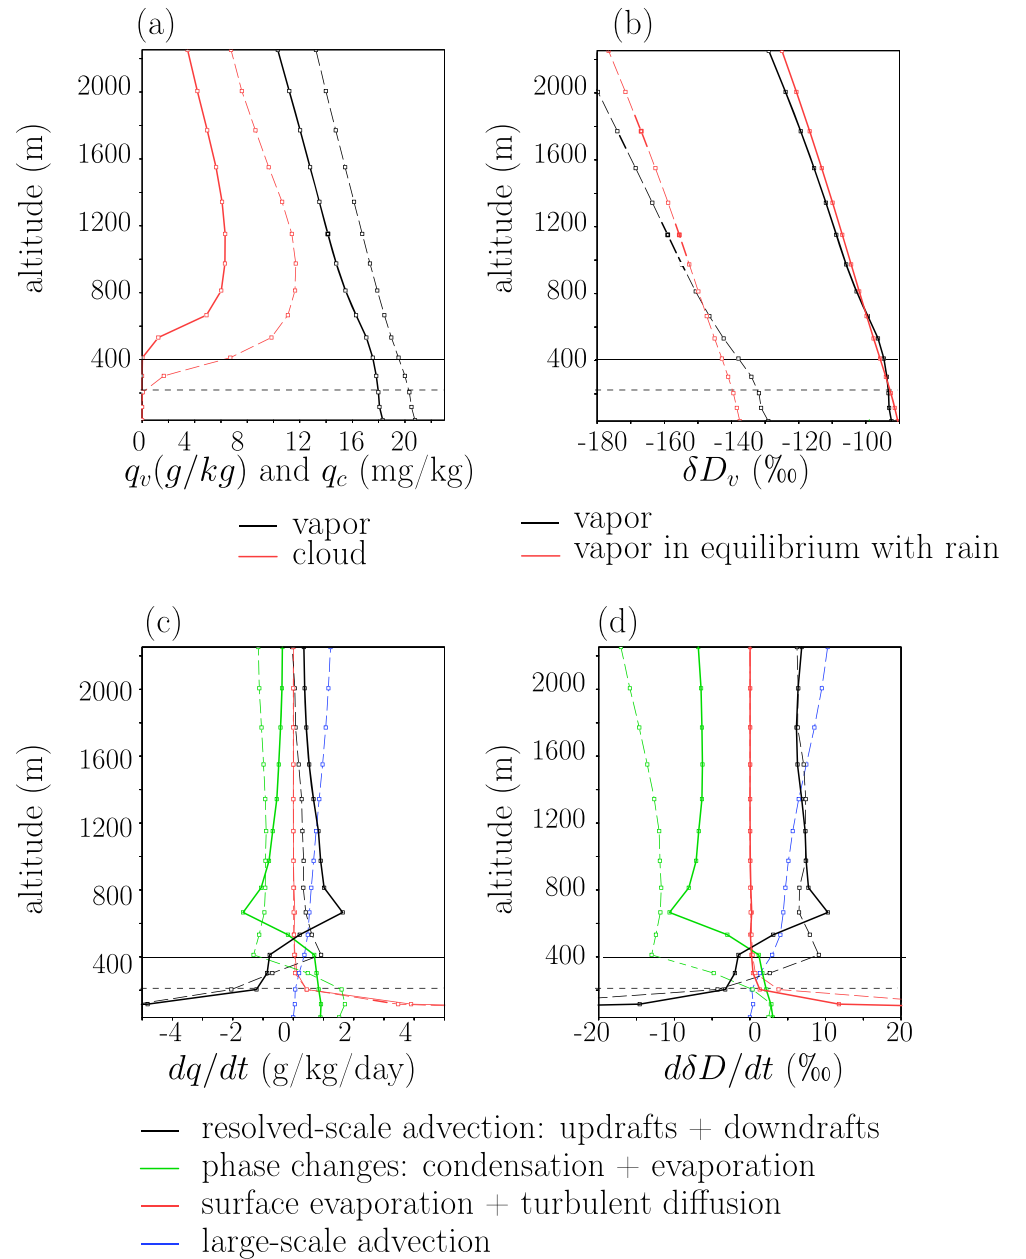 (a)
(b)
altitude (m)
2000
1600
1200
800
400
0 4 8 12 16 20
q_v(g/kg) and q_c (mg/kg)
vapor
cloud
altitude (m)
2000
1600
1200
800
400
-180 -160 -140 -120 -100
δD_v (‰)
vapor
vapor in equilibrium with rain
(c)
(d)
altitude (m)
2000
1600
1200
800
400
-4 -2 0 2 4
dq/dt (g/kg/day)
altitude (m)
2000
1600
1200
800
400
-20 -10 0 10 20
dδD/dt (‰)
resolved-scale advection: updrafts + downdrafts
phase changes: condensation + evaporation
surface evaporation + turbulent diffusion
large-scale advection